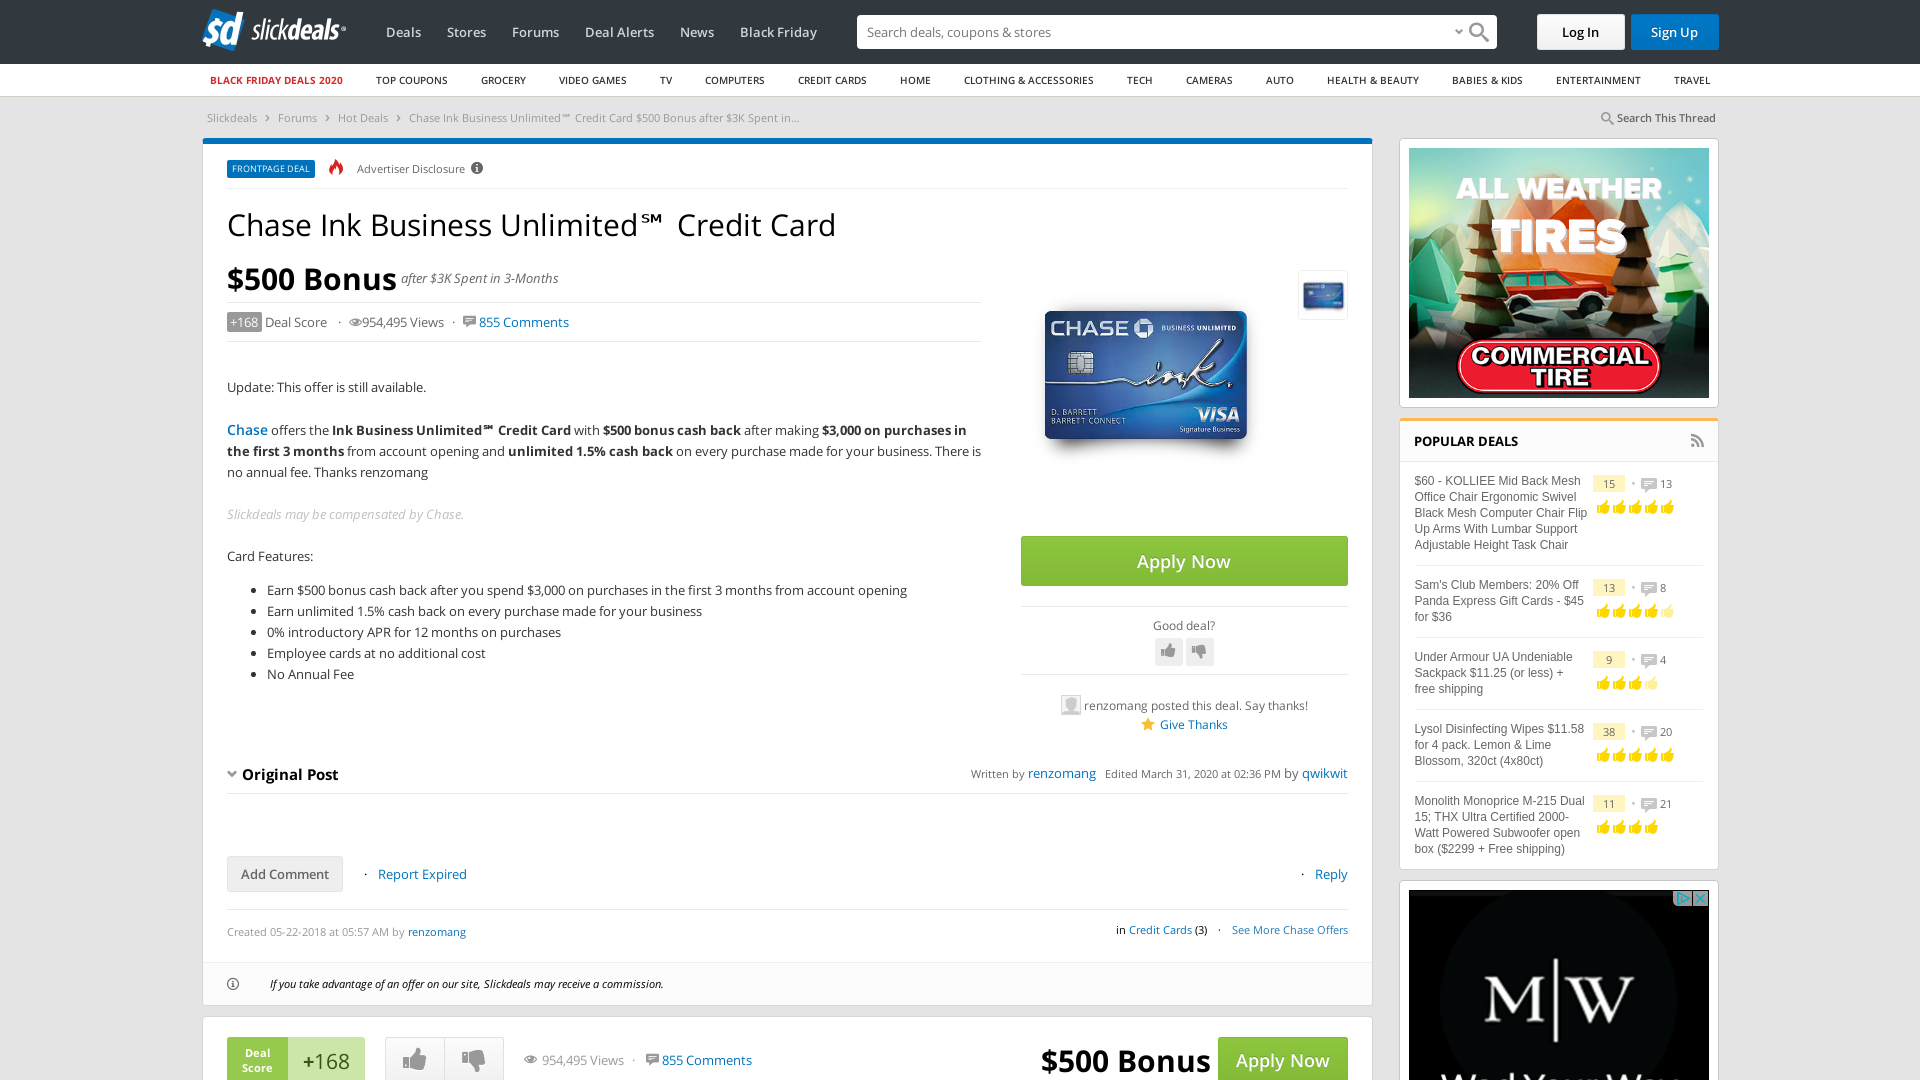 slickdeals
Deals Stores Forums Deal Alerts News Black Friday
Search deals, coupons & stores
Log In
Sign Up
BLACK FRIDAY DEALS 2020 TOP COUPONS GROCERY VIDEO GAMES TV COMPUTERS CREDIT CARDS HOME CLOTHING & ACCESSORIES TECH CAMERAS AUTO HEALTH & BEAUTY BABIES & KIDS ENTERTAINMENT TRAVEL
Slickdeals › Forums › Hot Deals › Chase Ink Business Unlimited℠ Credit Card $500 Bonus after $3K Spent in...
Search This Thread
FRONTPAGE DEAL Advertiser Disclosure
Chase Ink Business Unlimited℠ Credit Card
$500 Bonus after $3K Spent in 3-Months
+168 Deal Score · 954,495 Views · 855 Comments
Update: This offer is still available.
Chase offers the Ink Business Unlimited℠ Credit Card with $500 bonus cash back after making $3,000 on purchases in
the first 3 months from account opening and unlimited 1.5% cash back on every purchase made for your business. There is
no annual fee. Thanks renzomang
Slickdeals may be compensated by Chase.
Card Features:
• Earn $500 bonus cash back after you spend $3,000 on purchases in the first 3 months from account opening
• Earn unlimited 1.5% cash back on every purchase made for your business
• 0% introductory APR for 12 months on purchases
• Employee cards at no additional cost
• No Annual Fee
CHASE BUSINESS UNLIMITED
ink.
D. BARRETT
BARRETT CONNECT
VISA
Signature Business
Apply Now
Good deal?
renzomang posted this deal. Say thanks!
Give Thanks
Original Post
Written by renzomang Edited March 31, 2020 at 02:36 PM by qwikwit
Add Comment · Report Expired
· Reply
Created 05-22-2018 at 05:57 AM by renzomang
in Credit Cards (3) · See More Chase Offers
If you take advantage of an offer on our site, Slickdeals may receive a commission.
Deal
Score
+168
954,495 Views · 855 Comments
$500 Bonus
Apply Now
ALL WEATHER
TIRES
COMMERCIAL
TIRE
POPULAR DEALS
$60 - KOLLIEE Mid Back Mesh
Office Chair Ergonomic Swivel
Black Mesh Computer Chair Flip
Up Arms With Lumbar Support
Adjustable Height Task Chair
15 · 13
Sam's Club Members: 20% Off
Panda Express Gift Cards - $45
for $36
13 · 8
Under Armour UA Undeniable
Sackpack $11.25 (or less) +
free shipping
9 · 4
Lysol Disinfecting Wipes $11.58
for 4 pack. Lemon & Lime
Blossom, 320ct (4x80ct)
38 · 20
Monolith Monoprice M-215 Dual
15; THX Ultra Certified 2000-
Watt Powered Subwoofer open
box ($2299 + Free shipping)
11 · 21
M|W